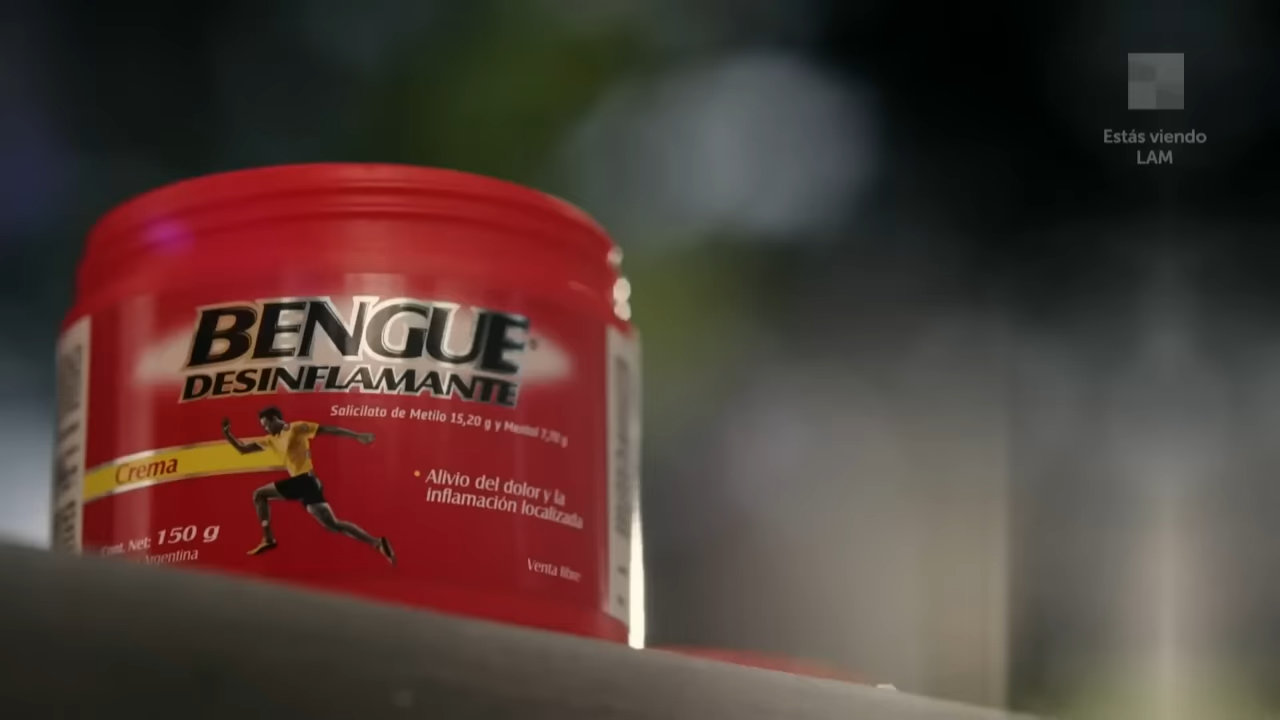 Estás viendo
LAM
BENGUE
DESINFLAMANTE
Salicilato de Metilo 15,20 g y Mentol 7,70 g
Crema
• Alivio del dolor y la
inflamación localizada
Cont. Net: 150 g
Argentina
Venta libre